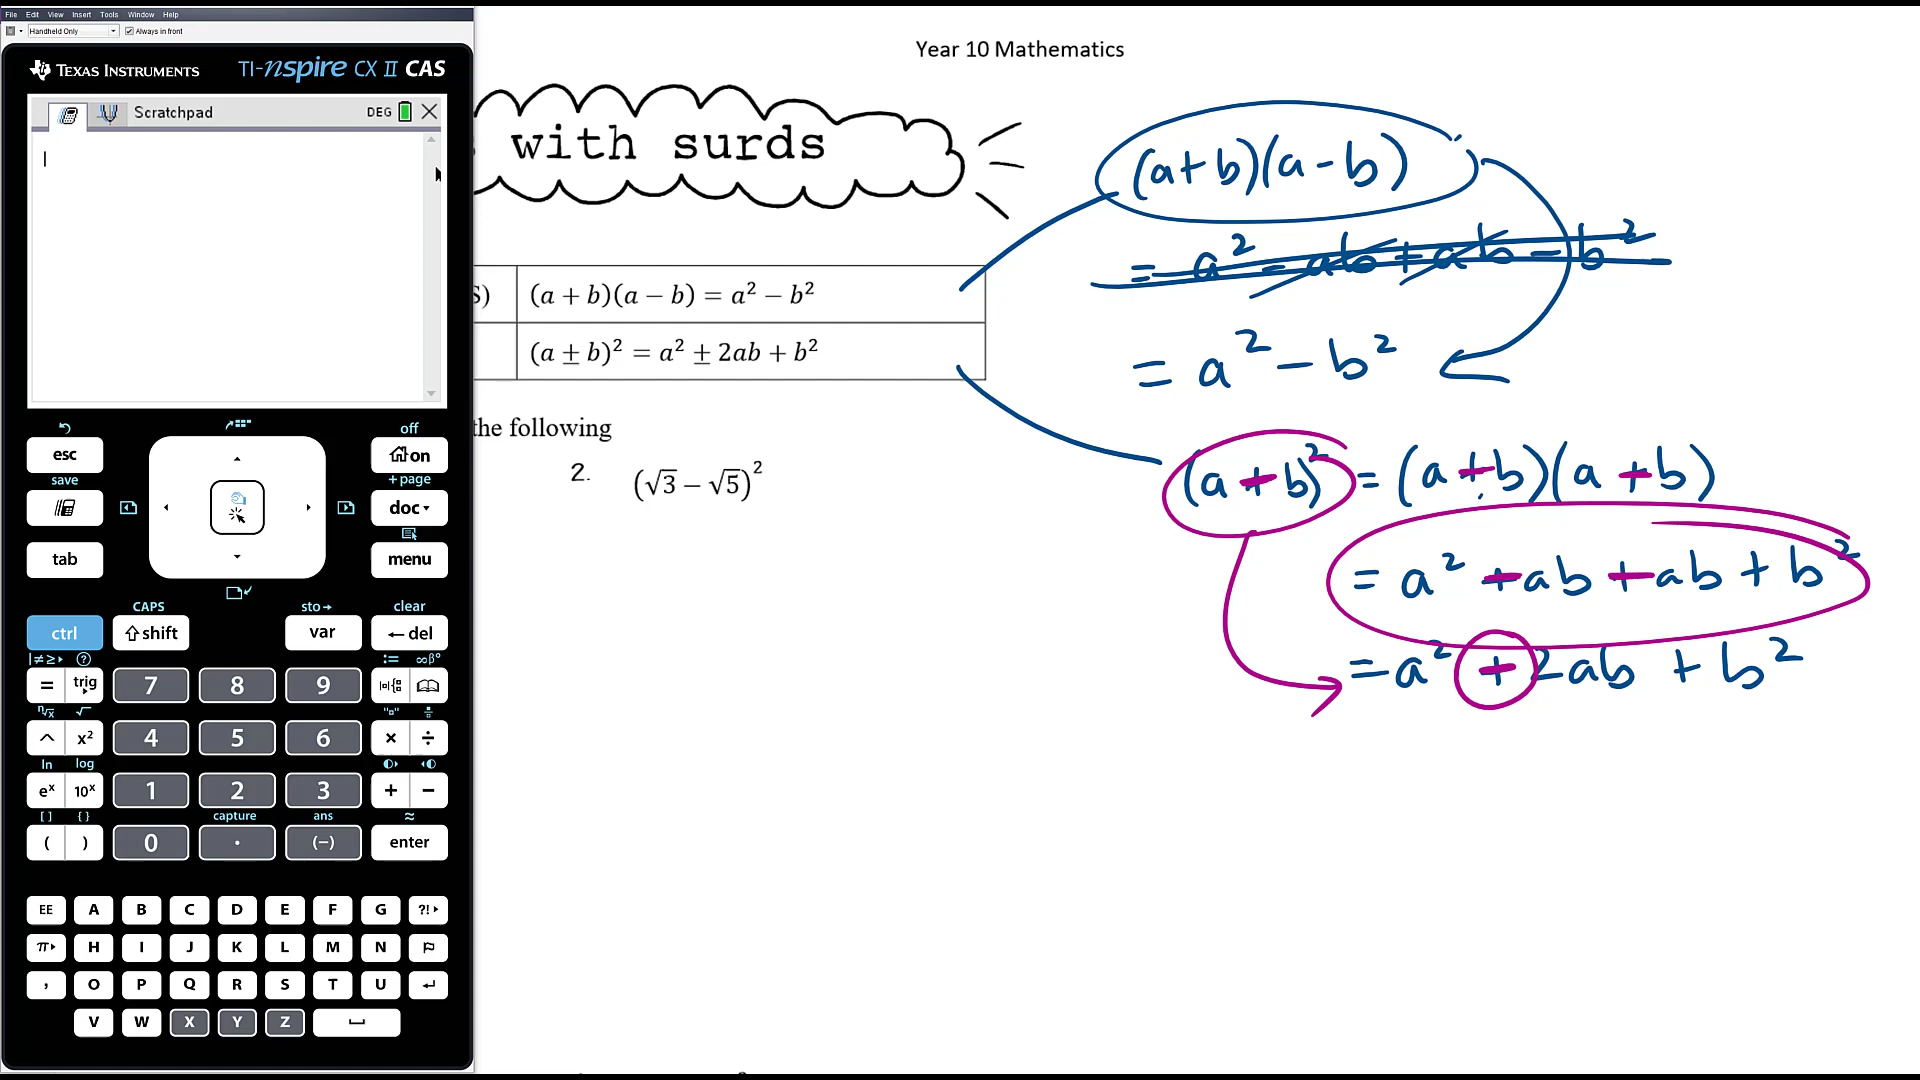 File Edit View Insert Tools Window Help
Handheld Only Always in front
TEXAS INSTRUMENTS TI-nspire CX II CAS
Scratchpad DEG
off
esc on
save + page
doc
tab menu
CAPS sto→ clear
ctrl ⇧shift var ←del
|≠≥▸ ? := ∞β°
= trig 7 8 9 |□|{
ⁿ√x √
^ x² 4 5 6 × ÷
ln log
eˣ 10ˣ 1 2 3 + −
[ ] { } capture ans ≈
( ) 0 . (−) enter
EE A B C D E F G ?!▸
π▸ H I J K L M N
, O P Q R S T U ↵
V W X Y Z
Year 10 Mathematics
with surds
S) (a + b)(a − b) = a² − b²
(a ± b)² = a² ± 2ab + b²
the following
2. (√3 − √5)²
(a+b)(a-b)
= a² - ab + ab - b²
= a² - b²
(a + b)² = (a + b)(a + b)
= a² + ab + ab + b²
= a² + 2ab + b²